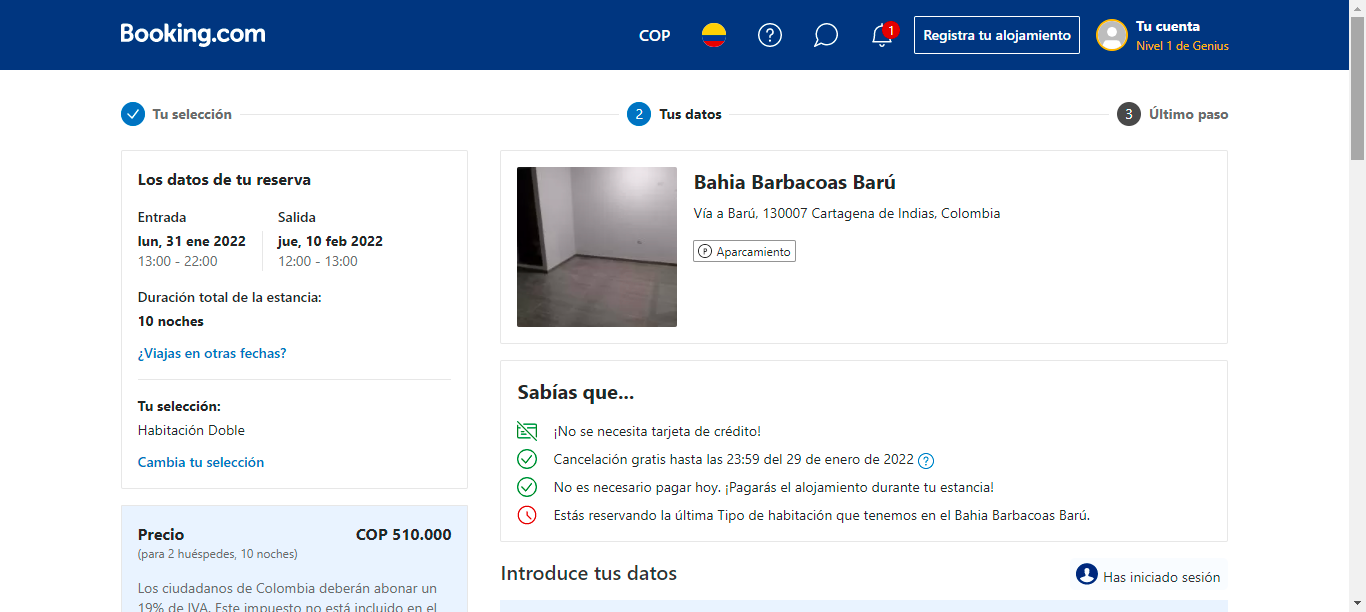 Booking.com
COP
1
Registra tu alojamiento
Tu cuenta
Nivel 1 de Genius
Tu selección
2 Tus datos
3 Último paso
Los datos de tu reserva
Entrada
Salida
lun, 31 ene 2022
jue, 10 feb 2022
13:00 - 22:00
12:00 - 13:00
Duración total de la estancia:
10 noches
¿Viajas en otras fechas?
Tu selección:
Habitación Doble
Cambia tu selección
Precio
COP 510.000
(para 2 huéspedes, 10 noches)
Los ciudadanos de Colombia deberán abonar un
19% de IVA. Este impuesto no está incluido en el
Bahia Barbacoas Barú
Vía a Barú, 130007 Cartagena de Indias, Colombia
P Aparcamiento
Sabías que...
¡No se necesita tarjeta de crédito!
Cancelación gratis hasta las 23:59 del 29 de enero de 2022
No es necesario pagar hoy. ¡Pagarás el alojamiento durante tu estancia!
Estás reservando la última Tipo de habitación que tenemos en el Bahia Barbacoas Barú.
Introduce tus datos
Has iniciado sesión